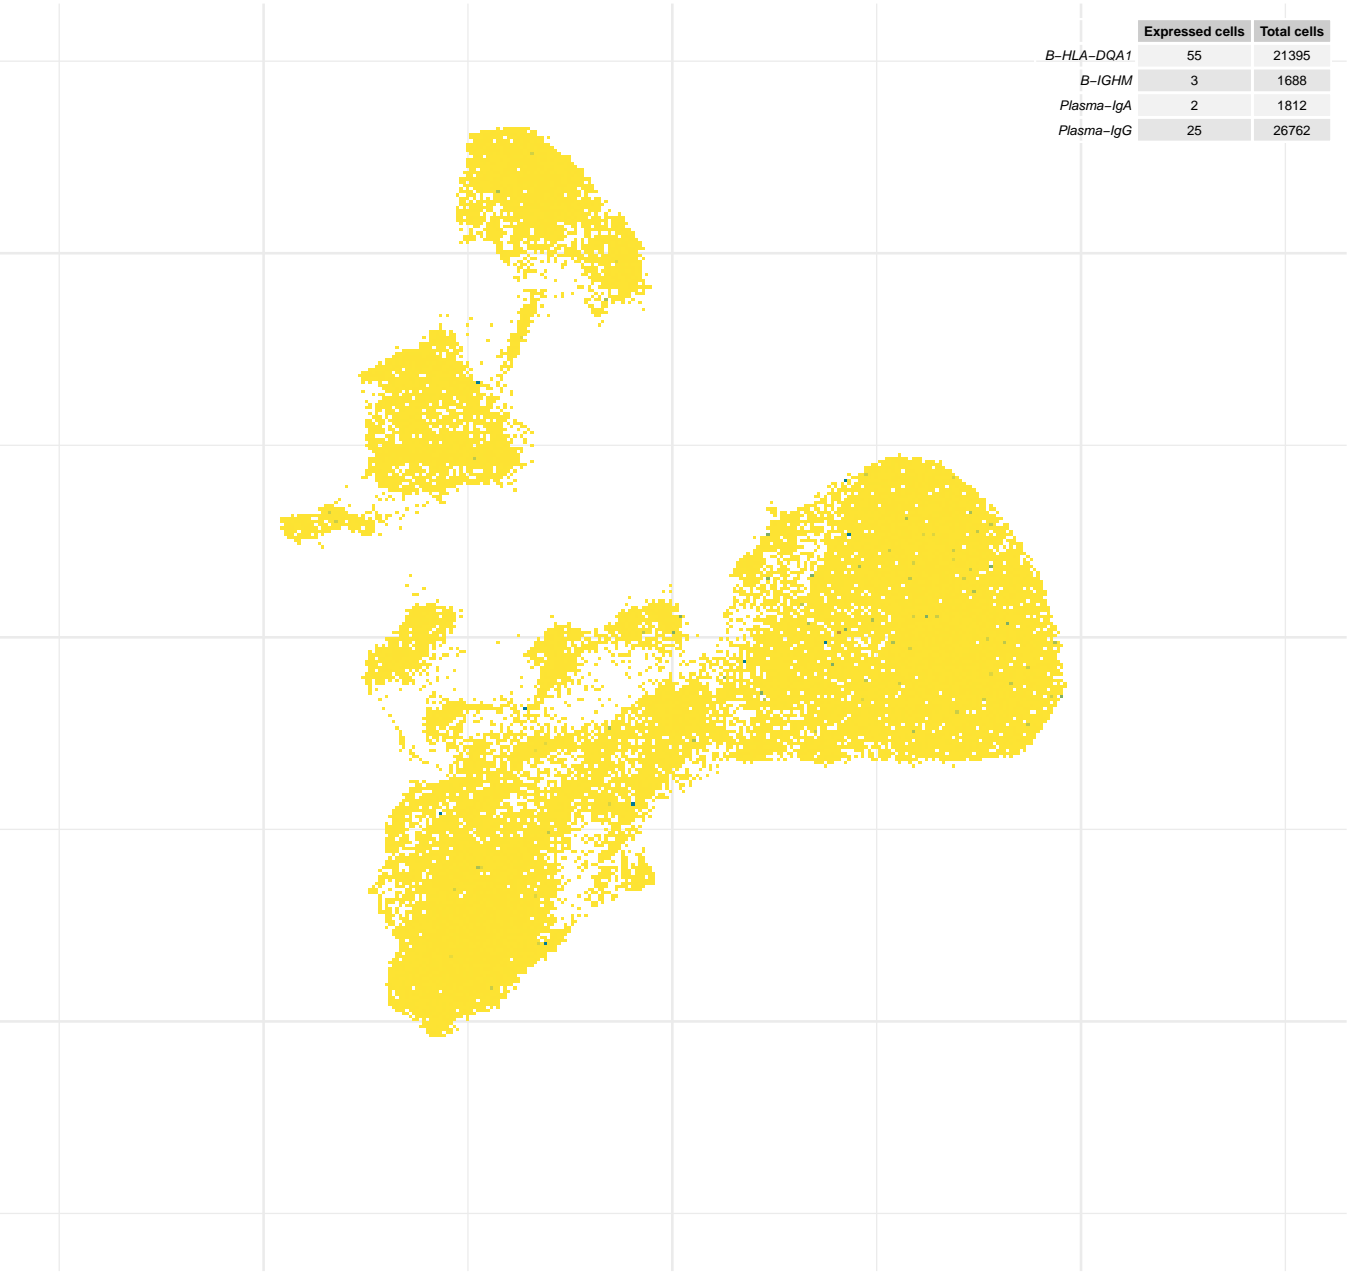 Expressed cells Total cells
B−HLA−DQA1 55 21395
B−IGHM 3 1688
Plasma−IgA 2 1812
Plasma−IgG 25 26762